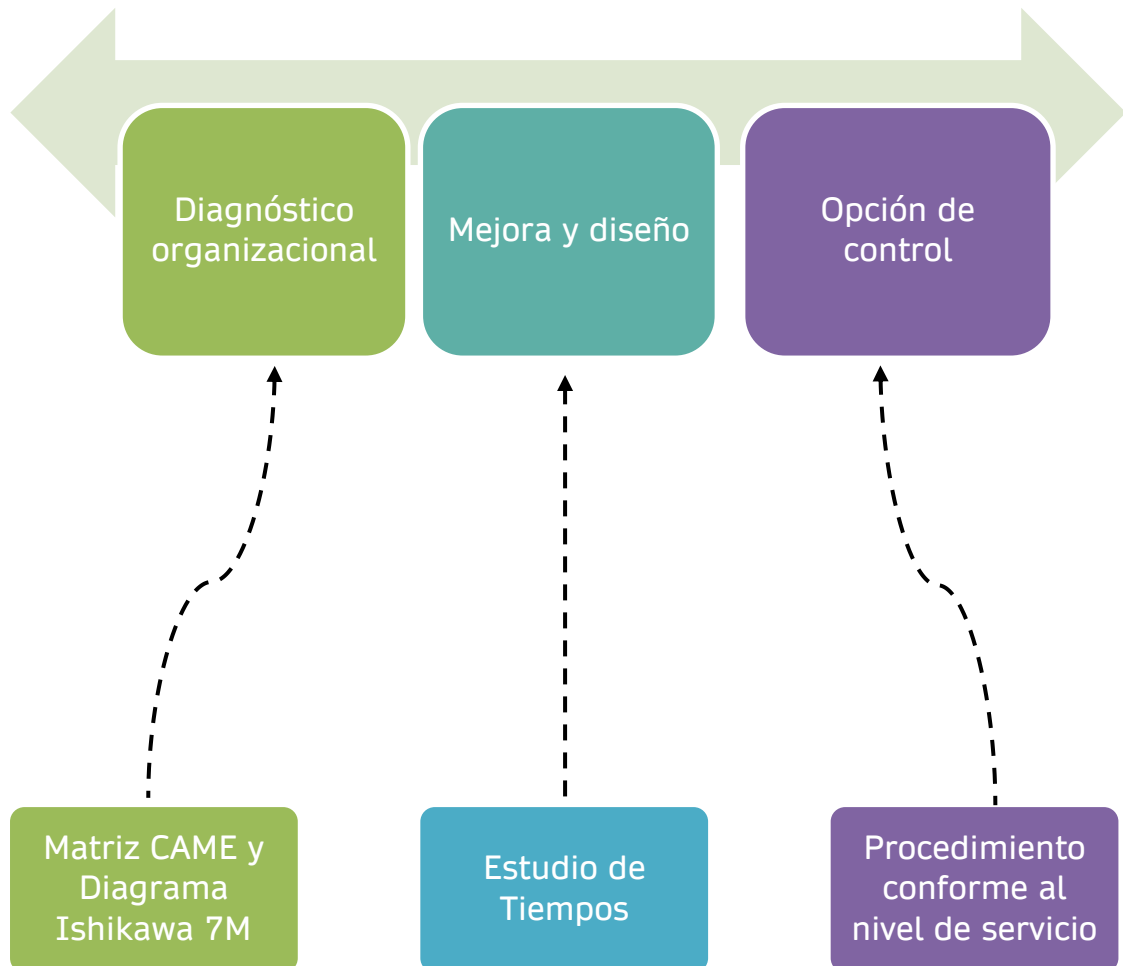 Diagnóstico
organizacional
Mejora y diseño
Opción de
control
Matriz CAME y
Diagrama
Ishikawa 7M
Estudio de
Tiempos
Procedimiento
conforme al
nivel de servicio